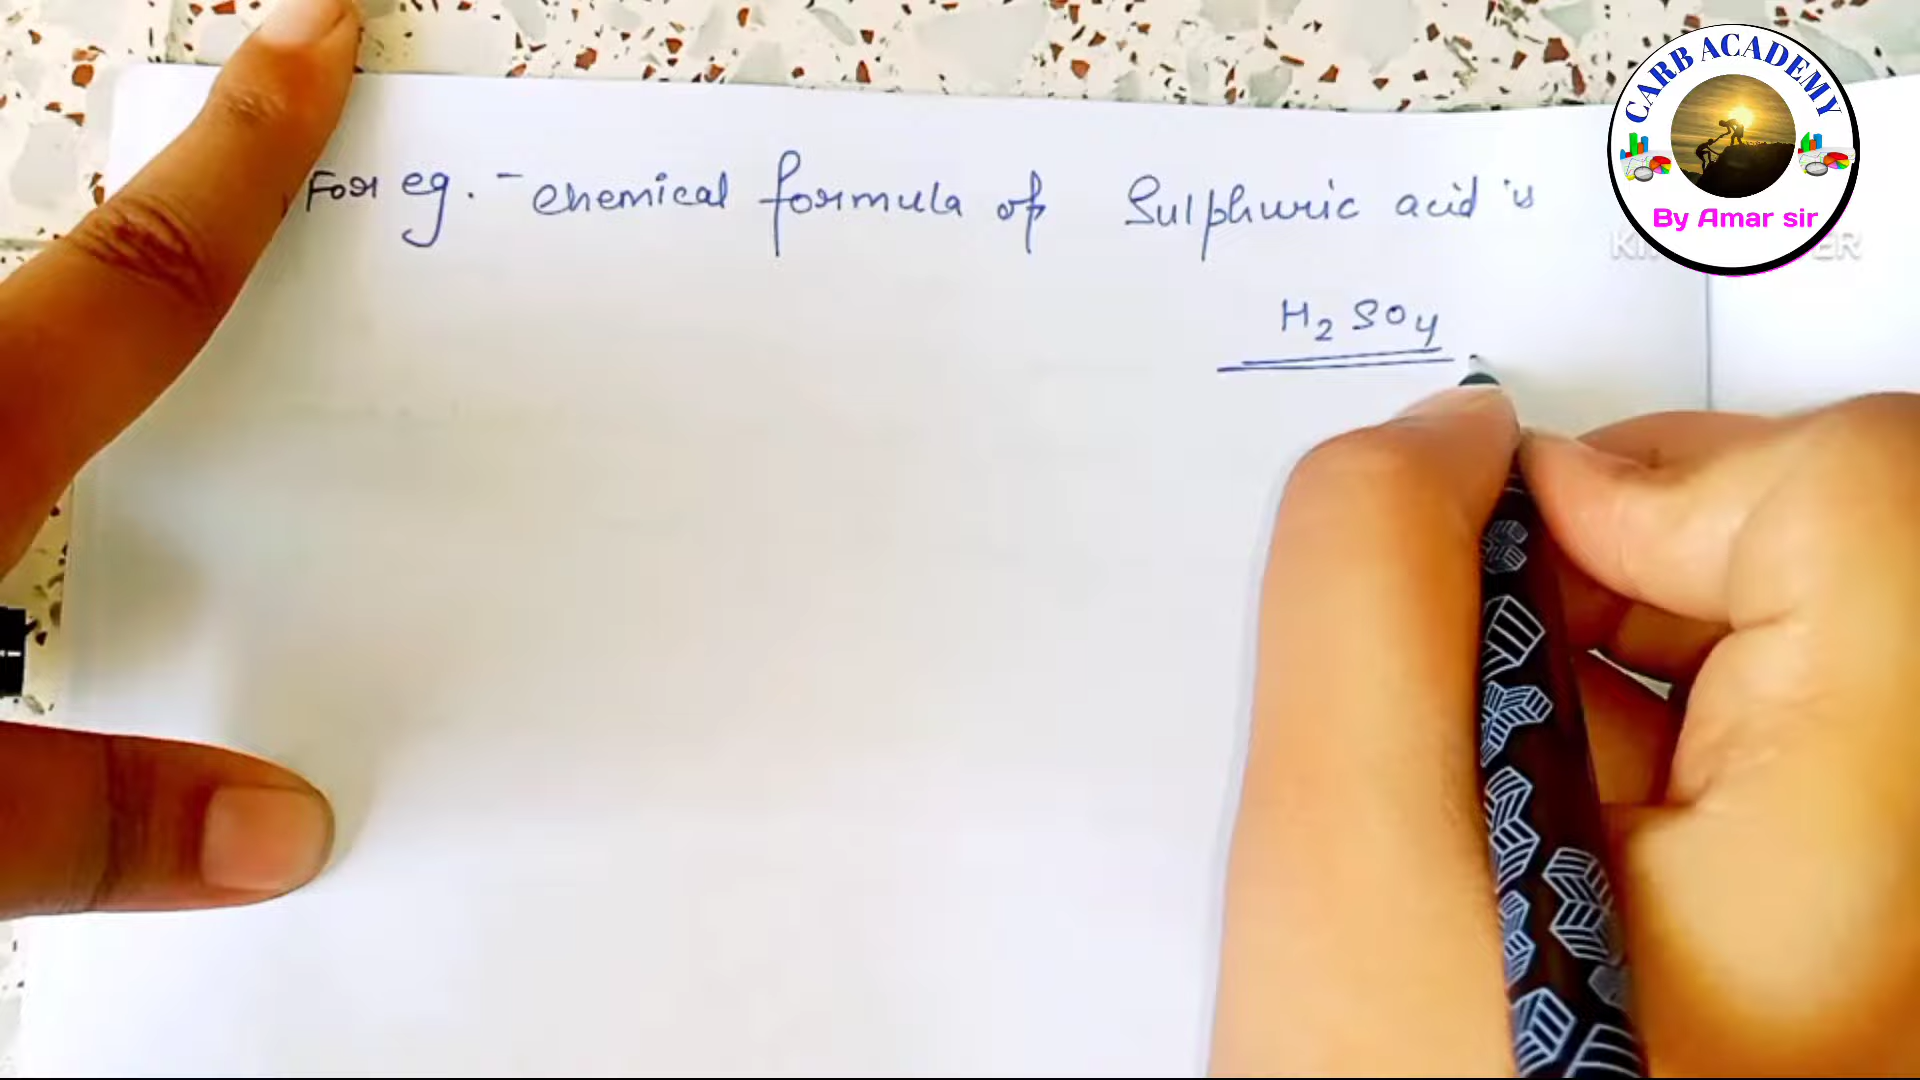 CARB ACADEMY
By Amar sir
For eg. - chemical formula of Sulphuric acid is
H2SO4